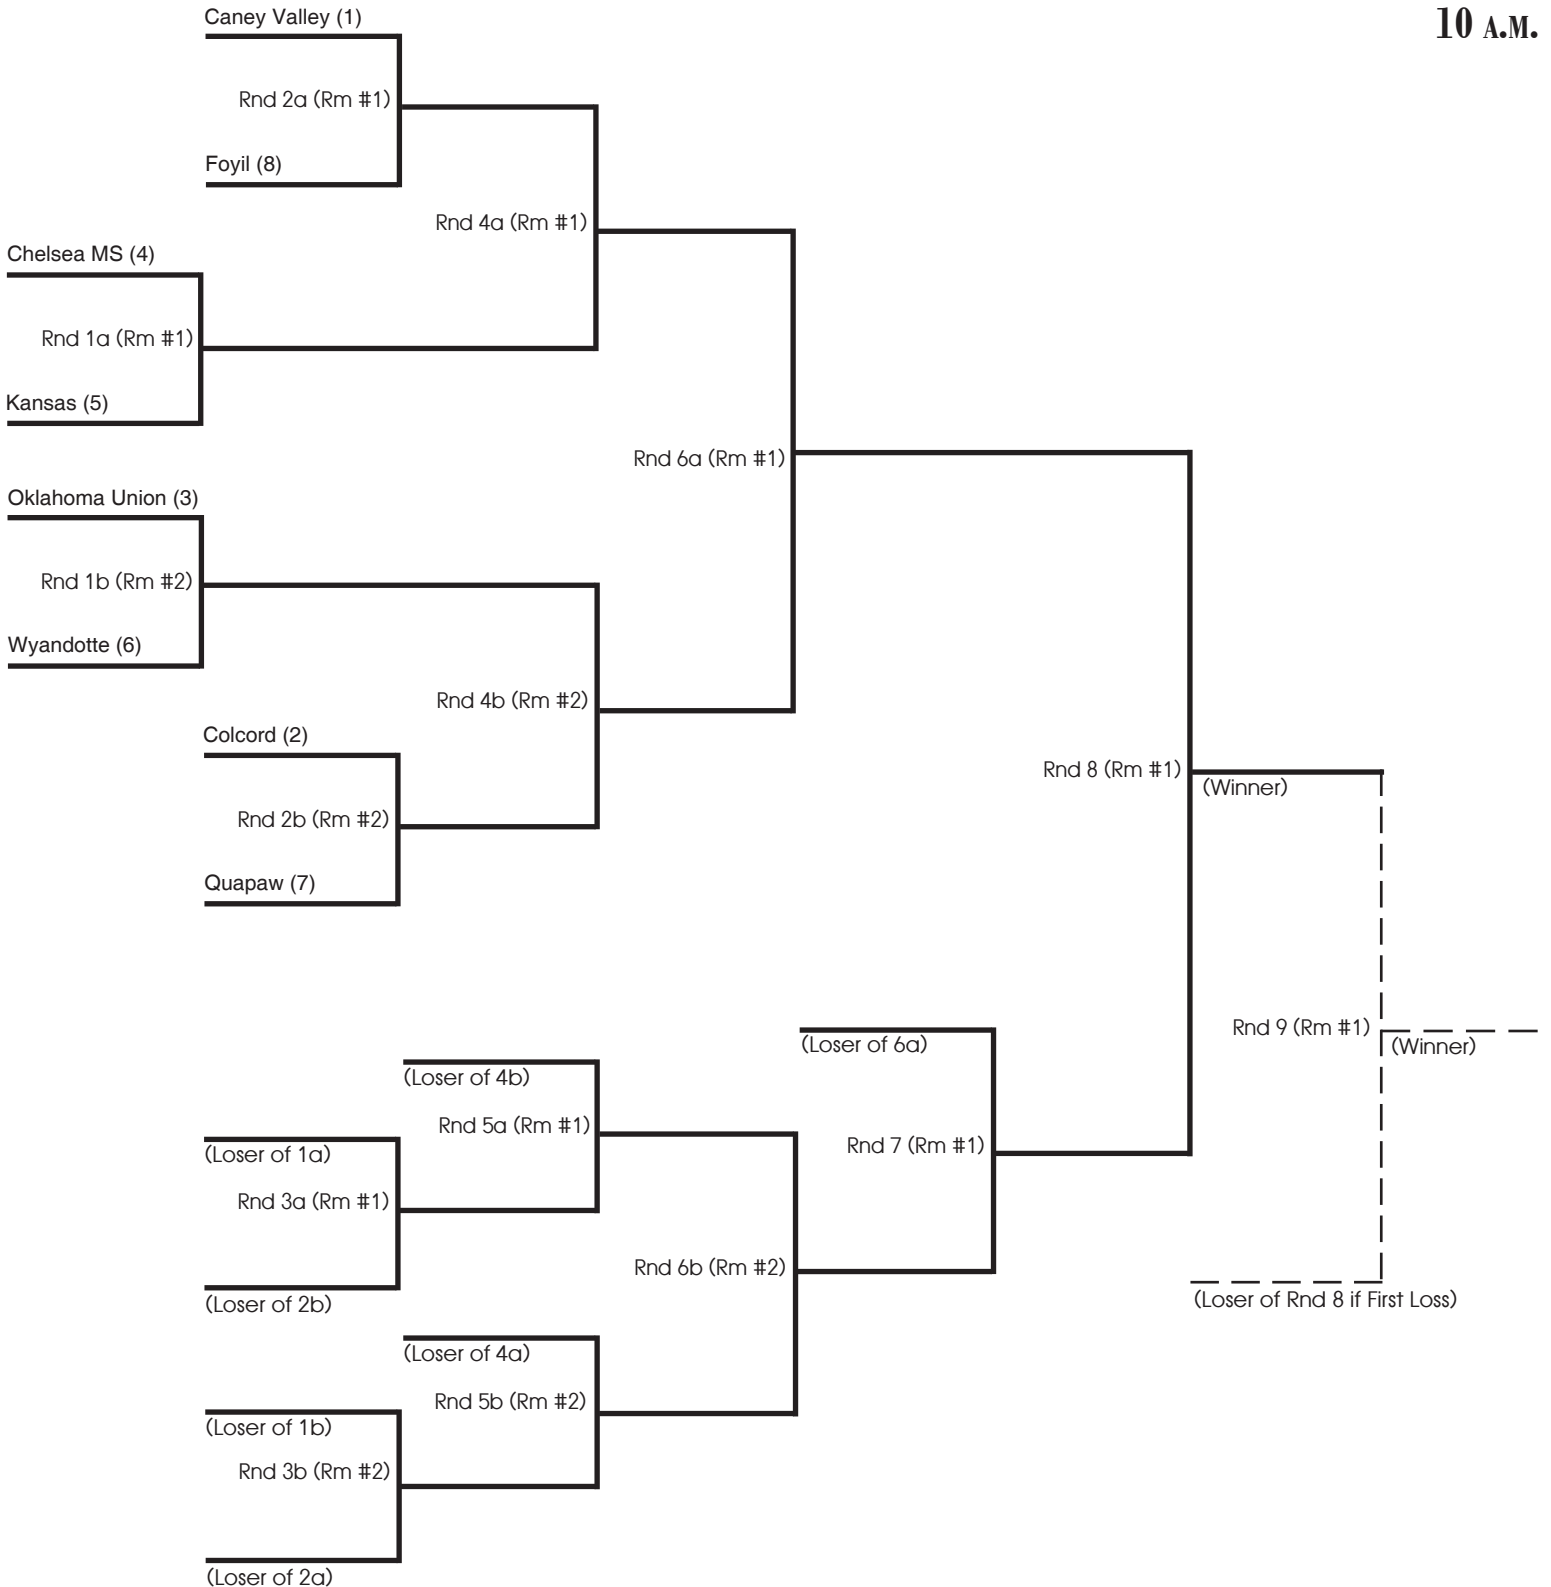 10 A.M.
Caney Valley (1)
Rnd 2a (Rm #1)
Foyil (8)
Rnd 4a (Rm #1)
Chelsea MS (4)
Rnd 1a (Rm #1)
Kansas (5)
Rnd 6a (Rm #1)
Oklahoma Union (3)
Rnd 1b (Rm #2)
Wyandotte (6)
Rnd 4b (Rm #2)
Colcord (2)
Rnd 2b (Rm #2)
Quapaw (7)
Rnd 8 (Rm #1)
(Winner)
Rnd 9 (Rm #1)
(Winner)
(Loser of 6a)
(Loser of 4b)
Rnd 5a (Rm #1)
Rnd 7 (Rm #1)
(Loser of 1a)
Rnd 3a (Rm #1)
Rnd 6b (Rm #2)
(Loser of 2b)
(Loser of Rnd 8 if First Loss)
(Loser of 4a)
Rnd 5b (Rm #2)
(Loser of 1b)
Rnd 3b (Rm #2)
(Loser of 2a)